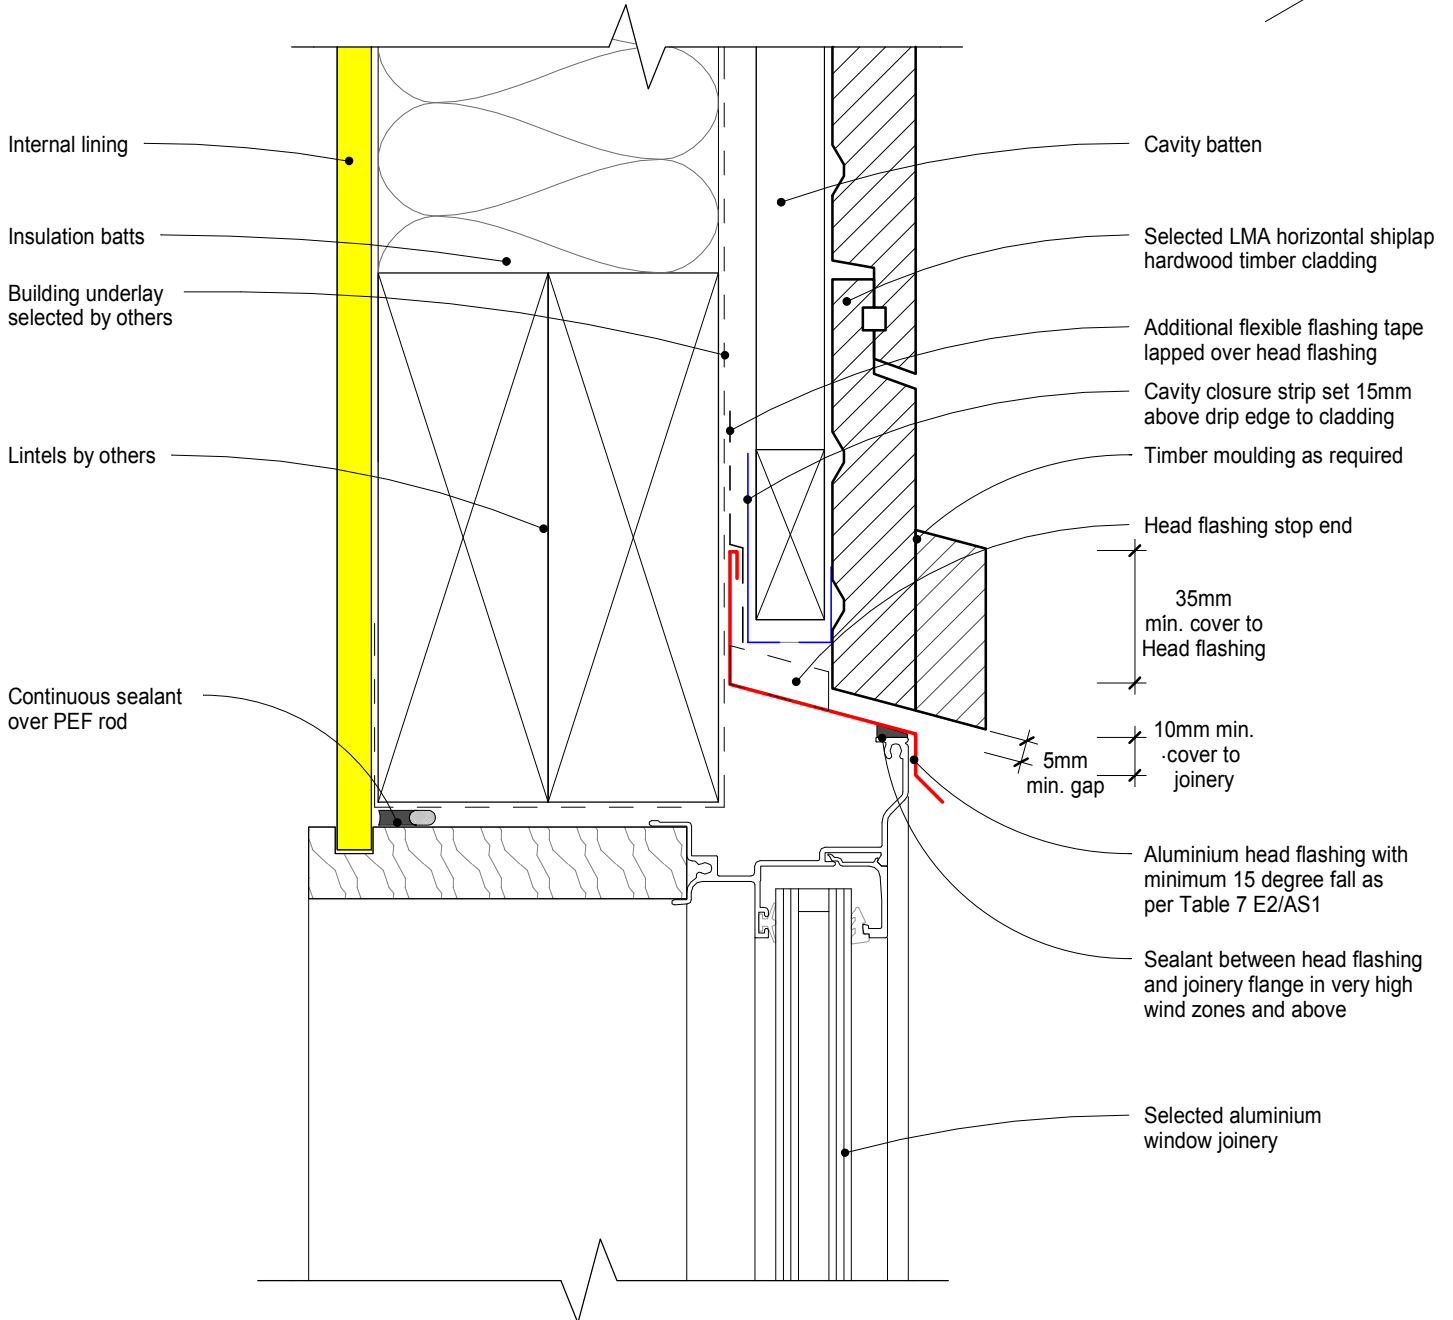 Internal lining
Insulation batts
Building underlay
selected by others
Lintels by others
Continuous sealant
over PEF rod
Cavity batten
Selected LMA horizontal shiplap
hardwood timber cladding
Additional flexible flashing tape
lapped over head flashing
Cavity closure strip set 15mm
above drip edge to cladding
Timber moulding as required
Head flashing stop end
35mm
min. cover to
Head flashing
10mm min.
cover to
joinery
5mm
min. gap
Aluminium head flashing with
minimum 15 degree fall as
per Table 7 E2/AS1
Sealant between head flashing
and joinery flange in very high
wind zones and above
Selected aluminium
window joinery